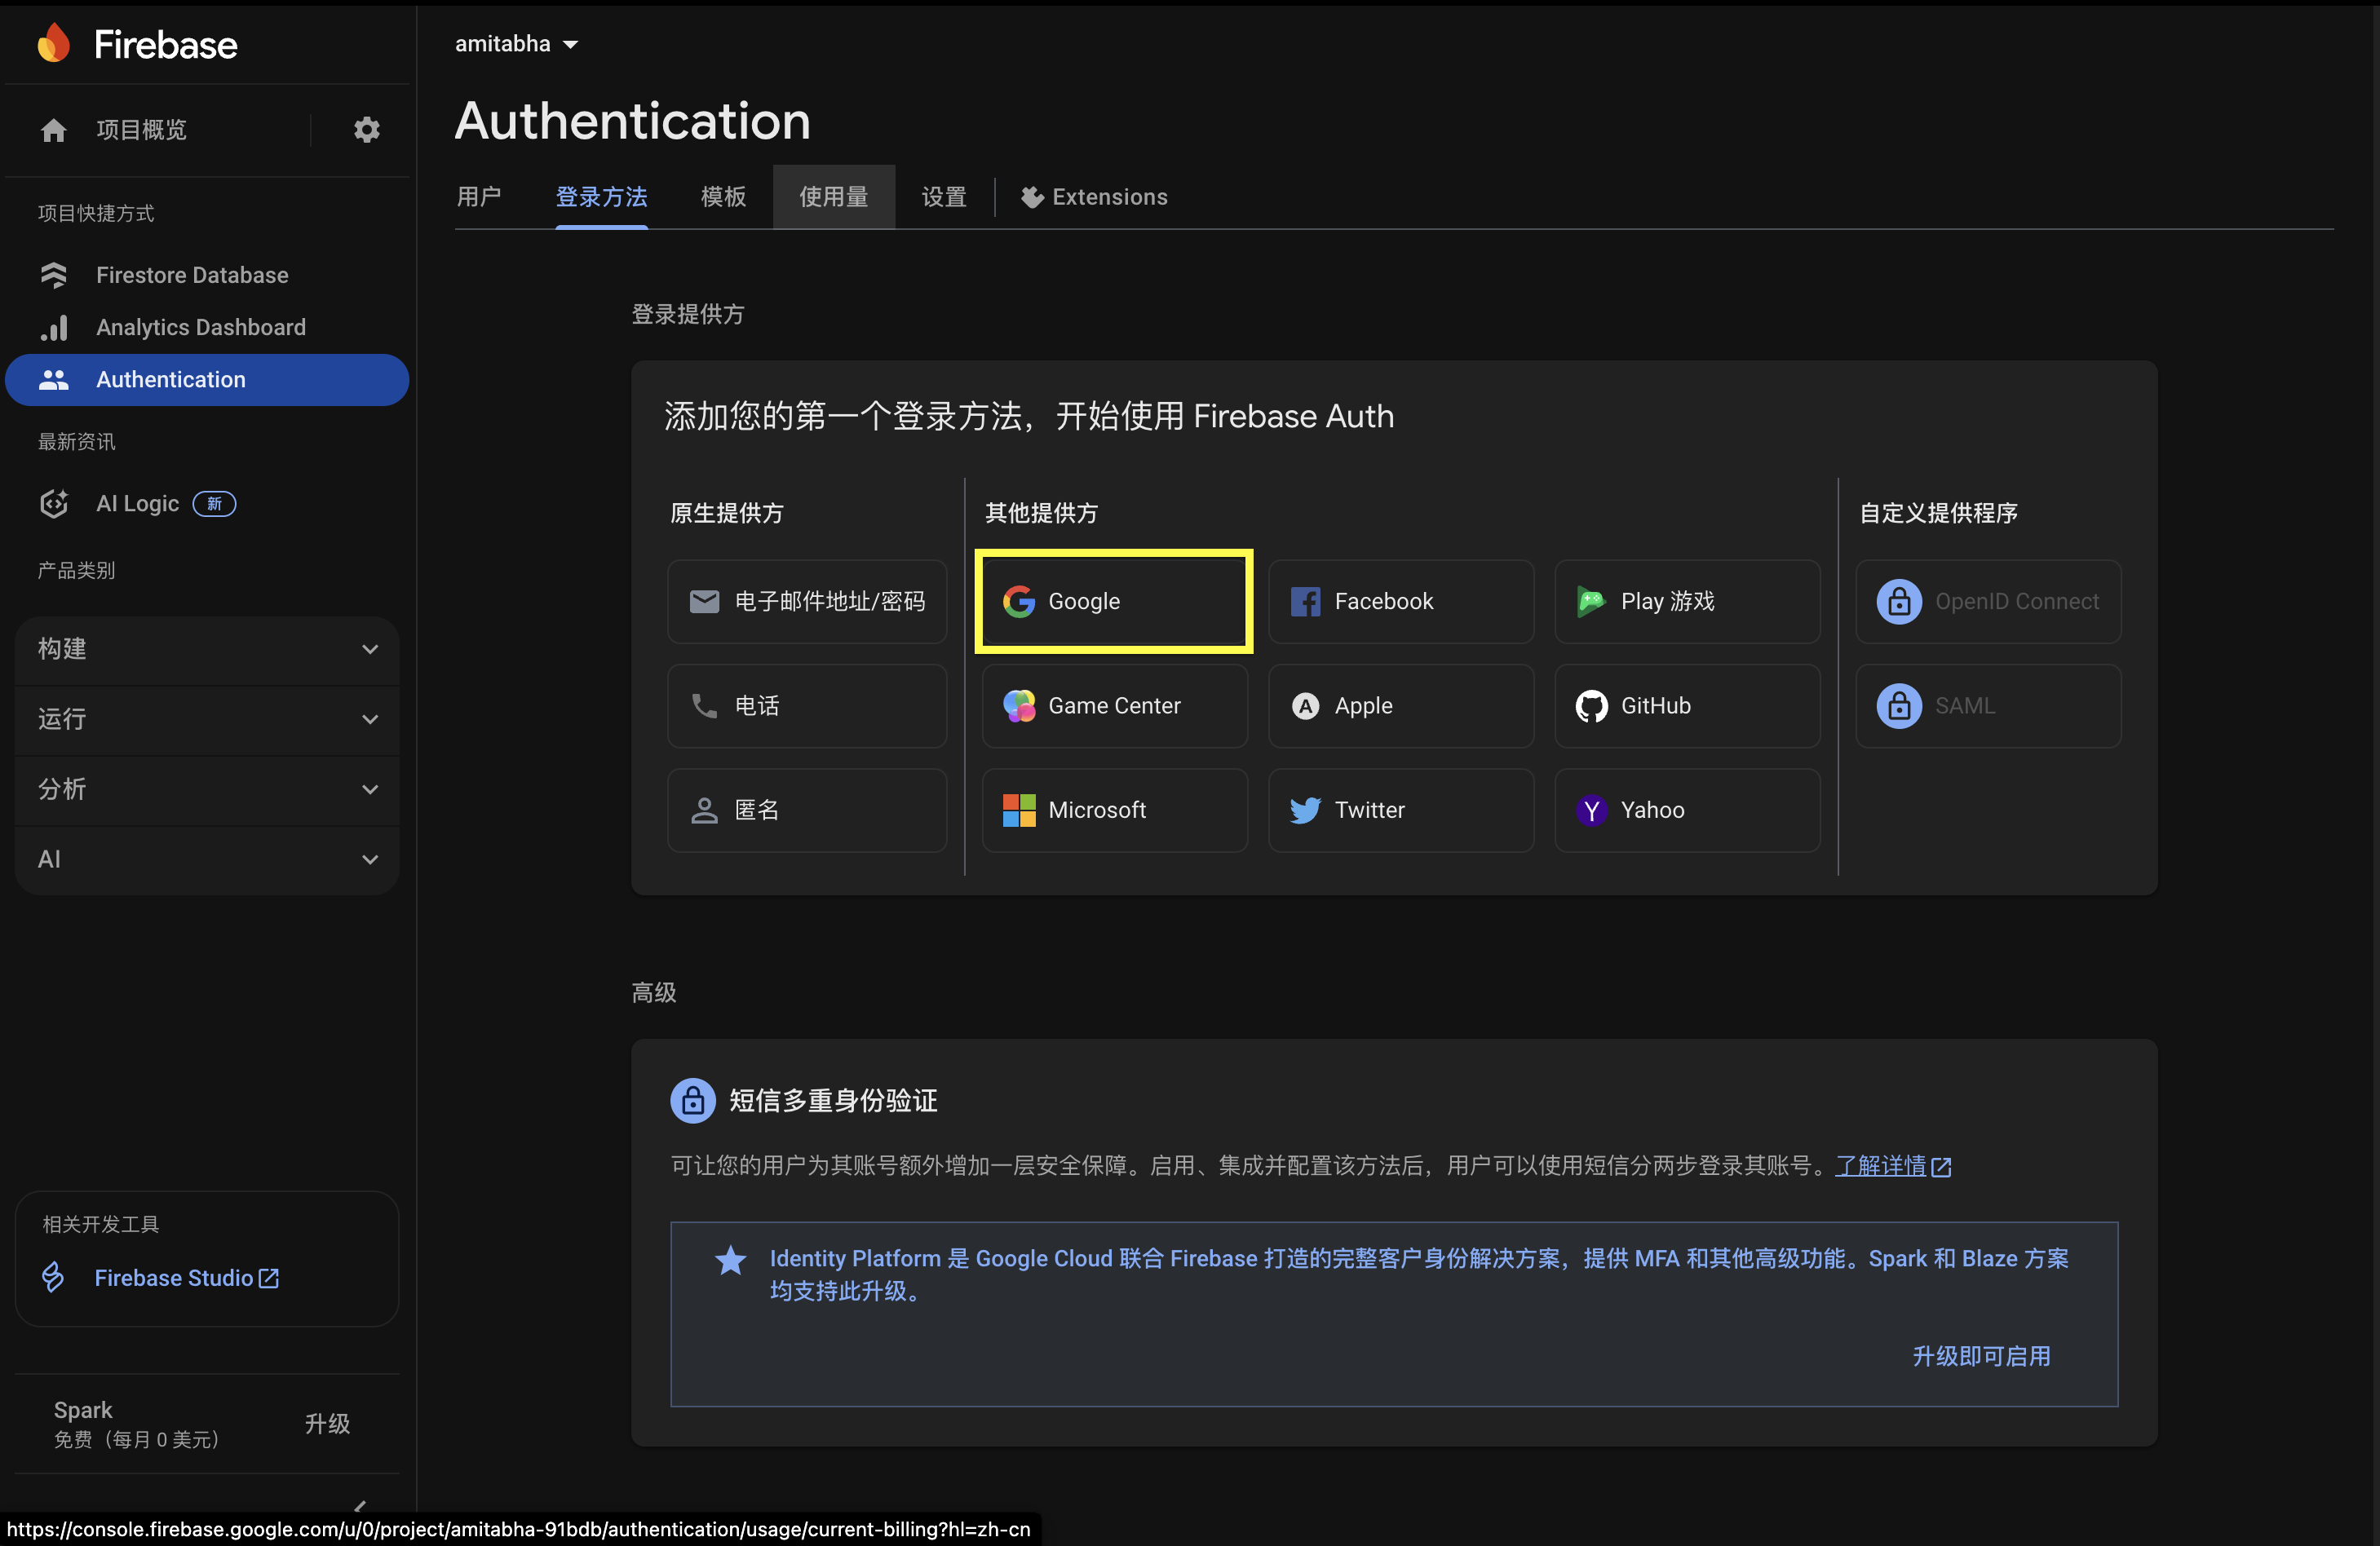 Firebase
项目概览
项目快捷方式
Firestore Database
Analytics Dashboard
Authentication
最新资讯
AI Logic 新
产品类别
构建
运行
分析
AI
相关开发工具
Firebase Studio
Spark
免费（每月 0 美元）
升级
amitabha
Authentication
用户 登录方法 模板 使用量 设置 Extensions
登录提供方
添加您的第一个登录方法，开始使用 Firebase Auth
原生提供方
电子邮件地址/密码
电话
匿名
其他提供方
Google Facebook Play 游戏
Game Center Apple GitHub
Microsoft Twitter Yahoo
自定义提供程序
OpenID Connect
SAML
高级
短信多重身份验证
可让您的用户为其账号额外增加一层安全保障。启用、集成并配置该方法后，用户可以使用短信分两步登录其账号。了解详情
Identity Platform 是 Google Cloud 联合 Firebase 打造的完整客户身份解决方案，提供 MFA 和其他高级功能。Spark 和 Blaze 方案
均支持此升级。
升级即可启用
https://console.firebase.google.com/u/0/project/amitabha-91bdb/authentication/usage/current-billing?hl=zh-cn